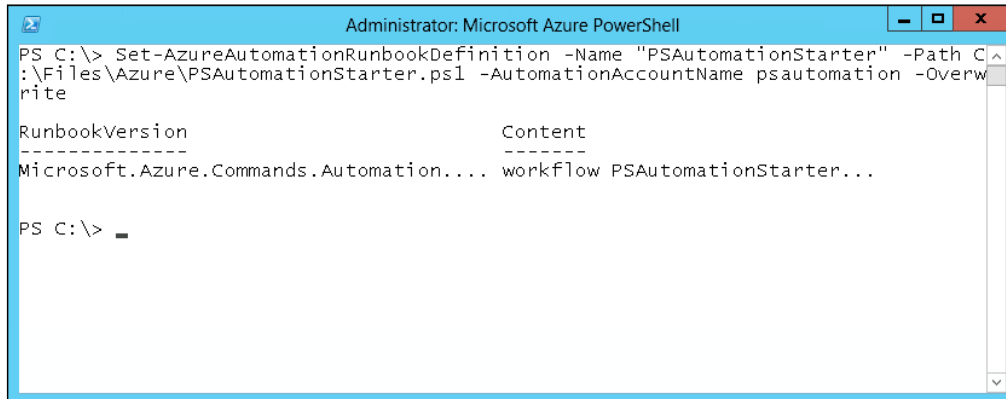 Administrator: Microsoft Azure PowerShell
PS C:\> Set-AzureAutomationRunbookDefinition -Name "PSAutomationStarter" -Path C
:\Files\Azure\PSAutomationStarter.ps1 -AutomationAccountName psautomation -Overw
rite
RunbookVersion Content
-------------- -------
Microsoft.Azure.Commands.Automation.... workflow PSAutomationStarter...
PS C:\> _